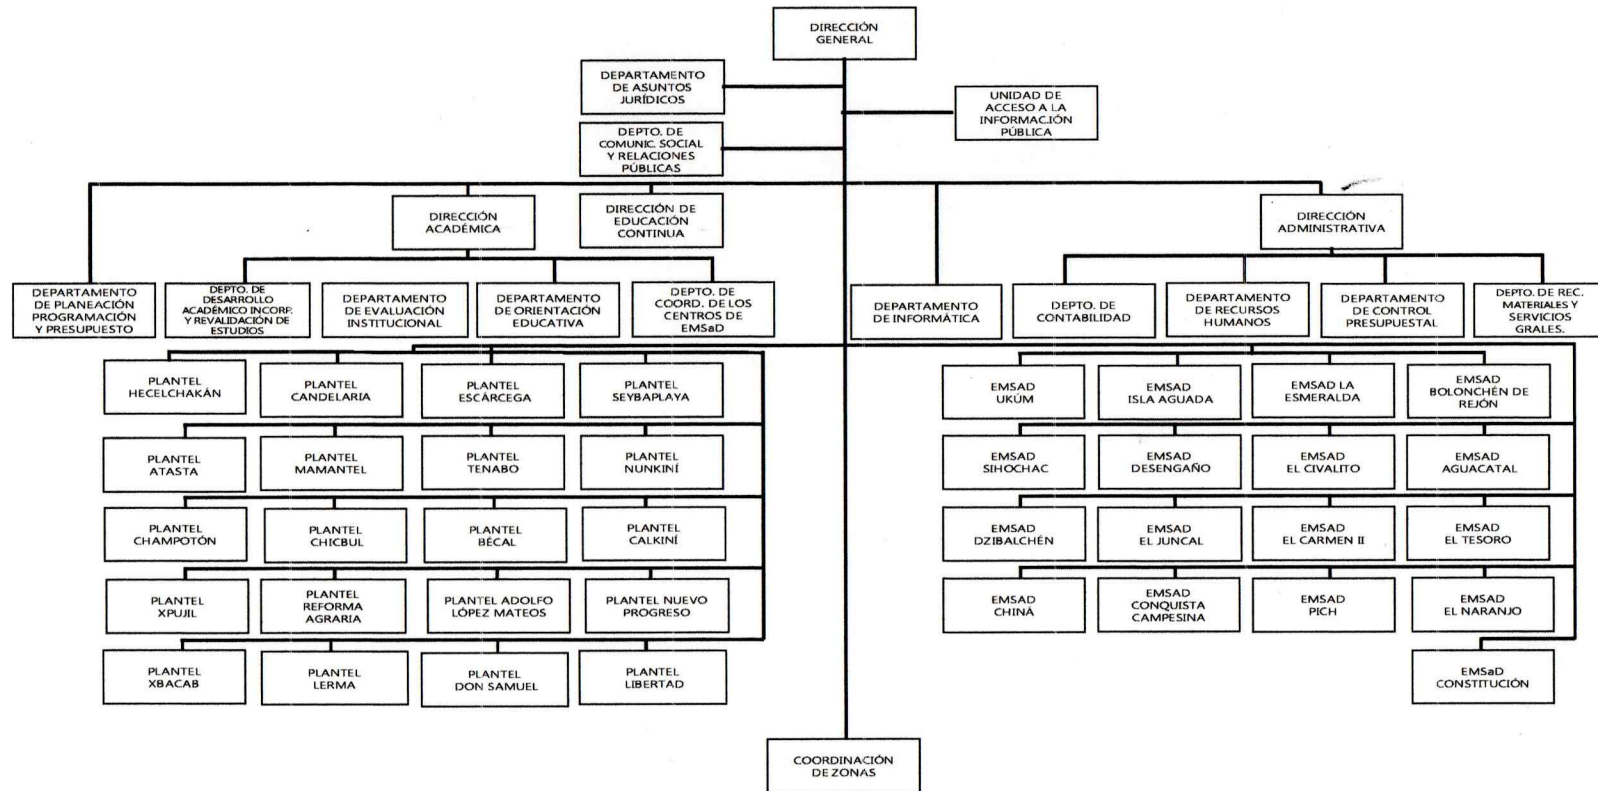 DIRECCIÓN
GENERAL
DEPARTAMENTO
DE ASUNTOS
JURÍDICOS
UNIDAD DE
ACCESO A LA
INFORMACIÓN
PÚBLICA
DEPTO. DE
COMUNIC. SOCIAL
Y RELACIONES
PÚBLICAS
DIRECCIÓN
ACADÉMICA
DIRECCIÓN DE
EDUCACIÓN
CONTINUA
DIRECCIÓN
ADMINISTRATIVA
DEPARTAMENTO
DE PLANEACIÓN
PROGRAMACIÓN
Y PRESUPUESTO
DEPTO. DE
DESARROLLO
ACADÉMICO INCORP.
Y REVALIDACIÓN DE
ESTUDIOS
DEPARTAMENTO
DE EVALUACIÓN
INSTITUCIONAL
DEPARTAMENTO
DE ORIENTACIÓN
EDUCATIVA
DEPTO. DE
COORD. DE LOS
CENTROS DE
EMSaD
DEPARTAMENTO
DE INFORMÁTICA
DEPTO. DE
CONTABILIDAD
DEPARTAMENTO
DE RECURSOS
HUMANOS
DEPARTAMENTO
DE CONTROL
PRESUPUESTAL
DEPTO. DE REC.
MATERIALES Y
SERVICIOS
GRALES.
PLANTEL
HECELCHAKÁN
PLANTEL
CANDELARIA
PLANTEL
ESCÁRCEGA
PLANTEL
SEYBAPLAYA
EMSAD
UKÚM
EMSAD
ISLA AGUADA
EMSAD LA
ESMERALDA
EMSAD
BOLONCHÉN DE
REJÓN
PLANTEL
ATASTA
PLANTEL
MAMANTEL
PLANTEL
TENABO
PLANTEL
NUNKINÍ
EMSAD
SIHOCHAC
EMSAD
DESENGAÑO
EMSAD
EL CIVALITO
EMSAD
AGUACATAL
PLANTEL
CHAMPOTÓN
PLANTEL
CHICBUL
PLANTEL
BÉCAL
PLANTEL
CALKINÍ
EMSAD
DZIBALCHÉN
EMSAD
EL JUNCAL
EMSAD
EL CARMEN II
EMSAD
EL TESORO
PLANTEL
XPUJIL
PLANTEL
REFORMA
AGRARIA
PLANTEL ADOLFO
LÓPEZ MATEOS
PLANTEL NUEVO
PROGRESO
EMSAD
CHINÁ
EMSAD
CONQUISTA
CAMPESINA
EMSAD
PICH
EMSAD
EL NARANJO
PLANTEL
XBACAB
PLANTEL
LERMA
PLANTEL
DON SAMUEL
PLANTEL
LIBERTAD
EMSaD
CONSTITUCIÓN
COORDINACIÓN
DE ZONAS